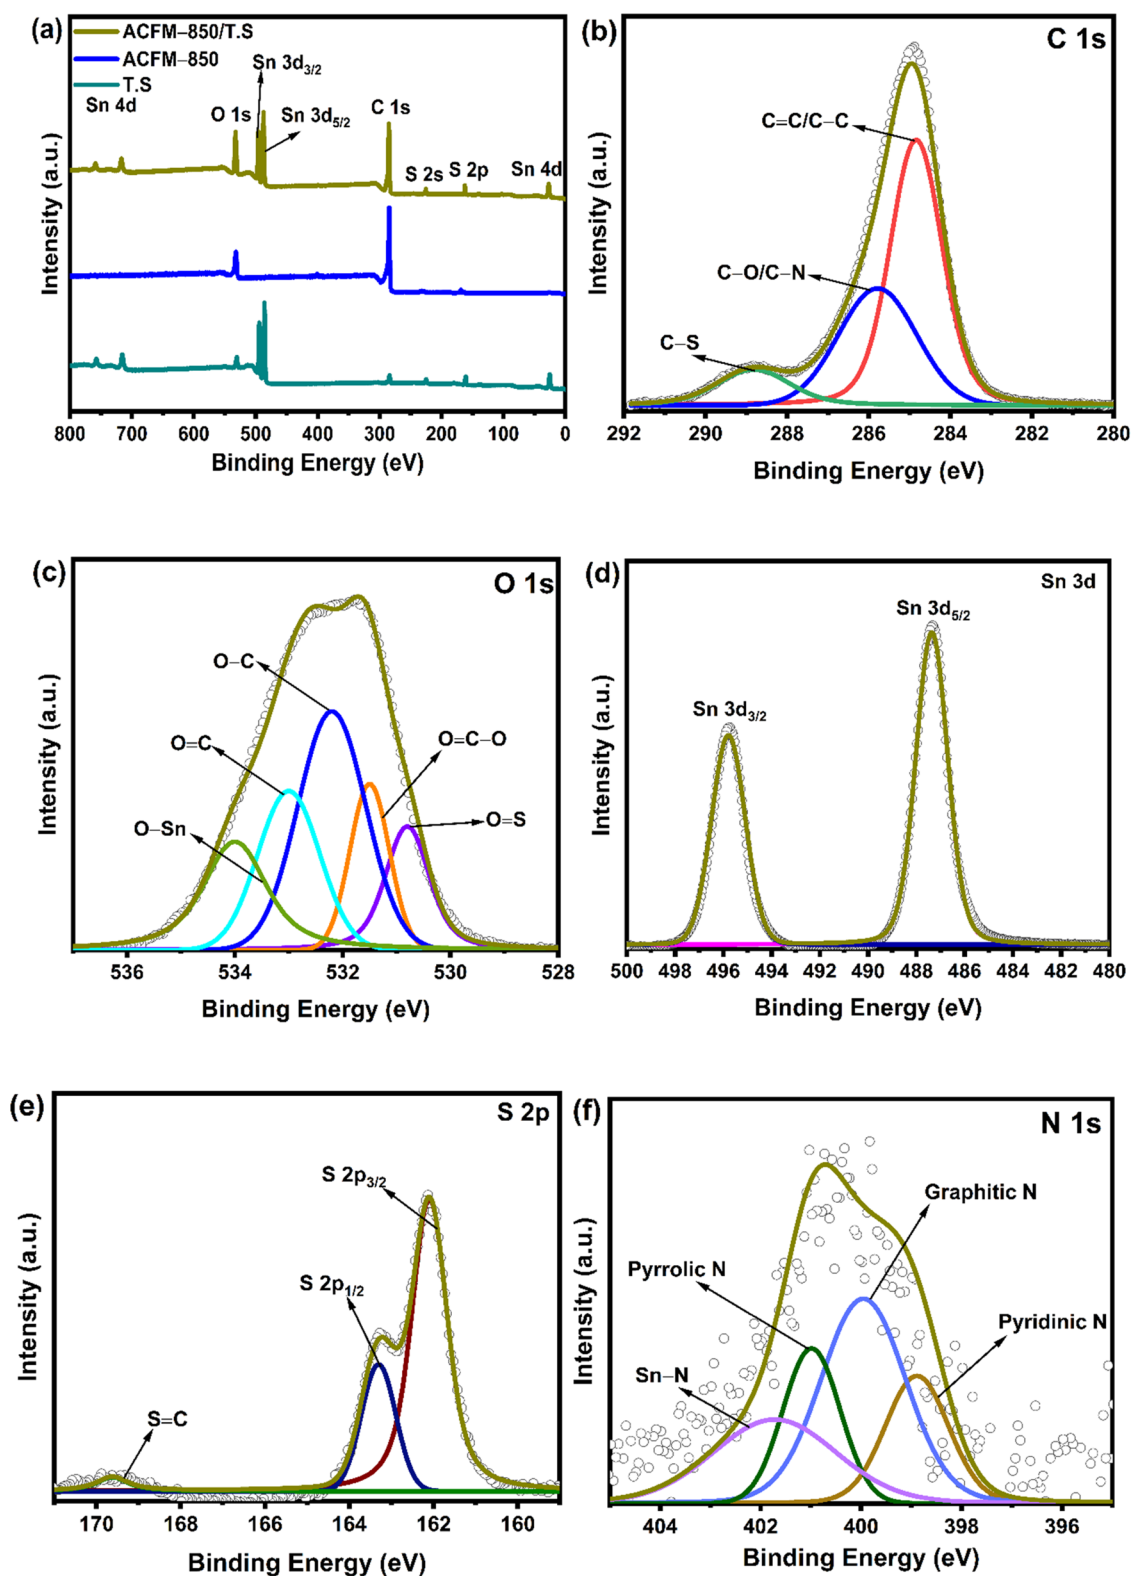 (a)
ACFM−850/T.S
ACFM−850
T.S
Sn 4d
O 1s
Sn 3d3/2
Sn 3d5/2
C 1s
S 2s
S 2p
Sn 4d
Intensity (a.u.)
800 700 600 500 400 300 200 100 0
Binding Energy (eV)
(b)
C 1s
C=C/C−C
C−O/C−N
C−S
Intensity (a.u.)
292 290 288 286 284 282 280
Binding Energy (eV)
(c)
O 1s
O−C
O=C
O−Sn
O=C−O
O=S
Intensity (a.u.)
536 534 532 530 528
Binding Energy (eV)
(d)
Sn 3d
Sn 3d5/2
Sn 3d3/2
Intensity (a.u.)
500 498 496 494 492 490 488 486 484 482 480
Binding Energy (eV)
(e)
S 2p
S 2p3/2
S 2p1/2
S=C
Intensity (a.u.)
170 168 166 164 162 160
Binding Energy (eV)
(f)
N 1s
Graphitic N
Pyrrolic N
Pyridinic N
Sn−N
Intensity (a.u.)
404 402 400 398 396
Binding Energy (eV)